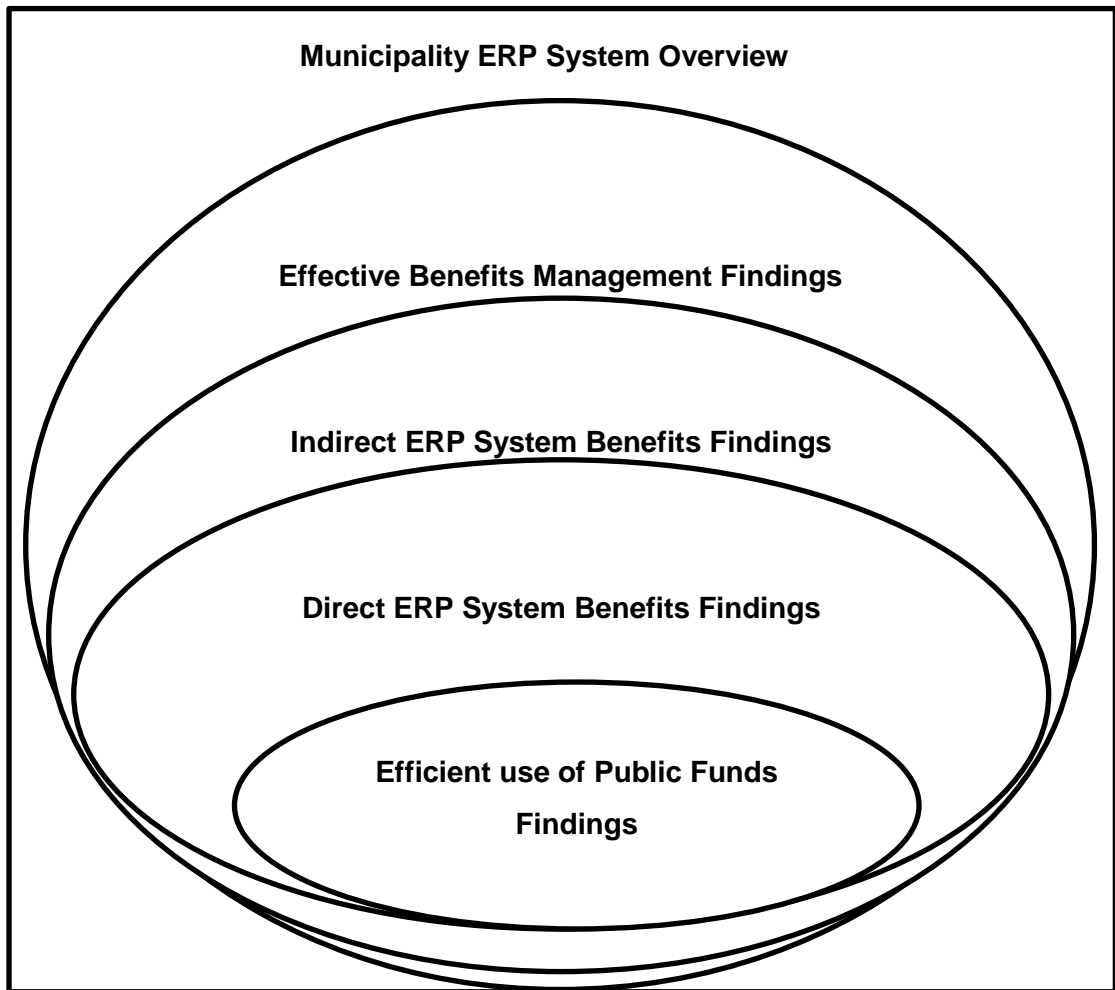 Municipality ERP System Overview
Effective Benefits Management Findings
Indirect ERP System Benefits Findings
Direct ERP System Benefits Findings
Efficient use of Public Funds
Findings